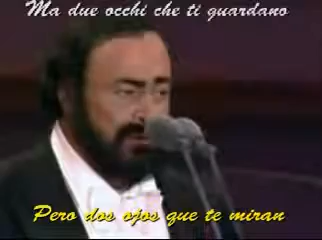 Ma due occhi che ti guardano
Pero dos ojos que te miran